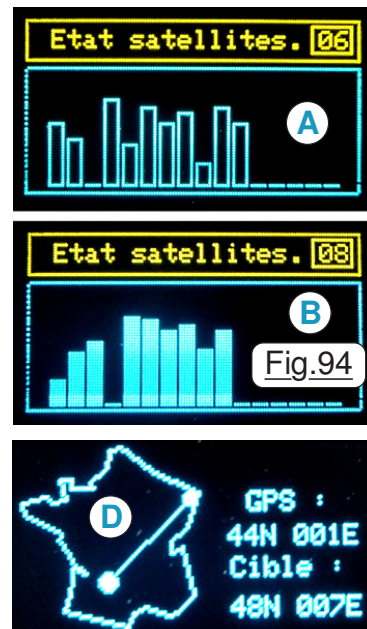 Etat satellites. 06
A
Etat satellites. 08
B
Fig.94
D
GPS :
44N 001E
Cible :
48N 007E